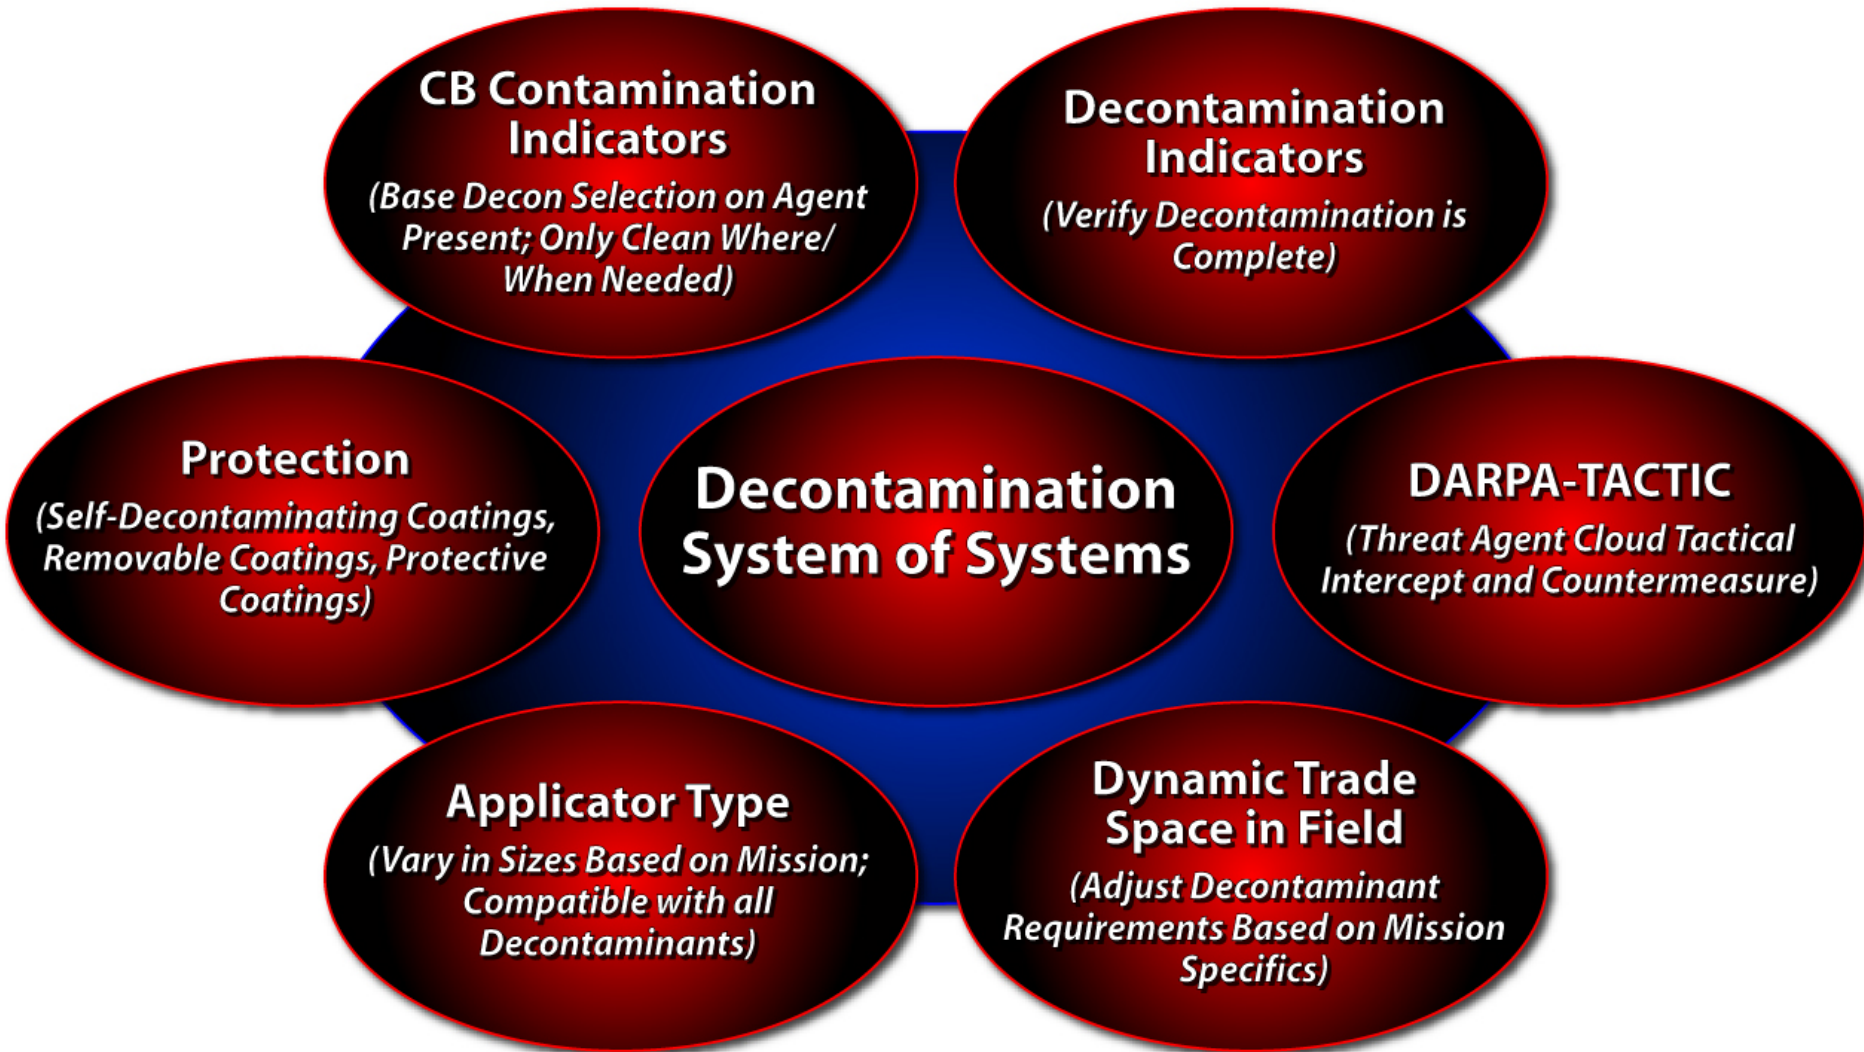 CB Contamination
Indicators
(Base Decon Selection on Agent
Present; Only Clean Where/
When Needed)
Decontamination
Indicators
(Verify Decontamination is
Complete)
Protection
(Self-Decontaminating Coatings,
Removable Coatings, Protective
Coatings)
Decontamination
System of Systems
DARPA-TACTIC
(Threat Agent Cloud Tactical
Intercept and Countermeasure)
Applicator Type
(Vary in Sizes Based on Mission;
Compatible with all
Decontaminants)
Dynamic Trade
Space in Field
(Adjust Decontaminant
Requirements Based on Mission
Specifics)